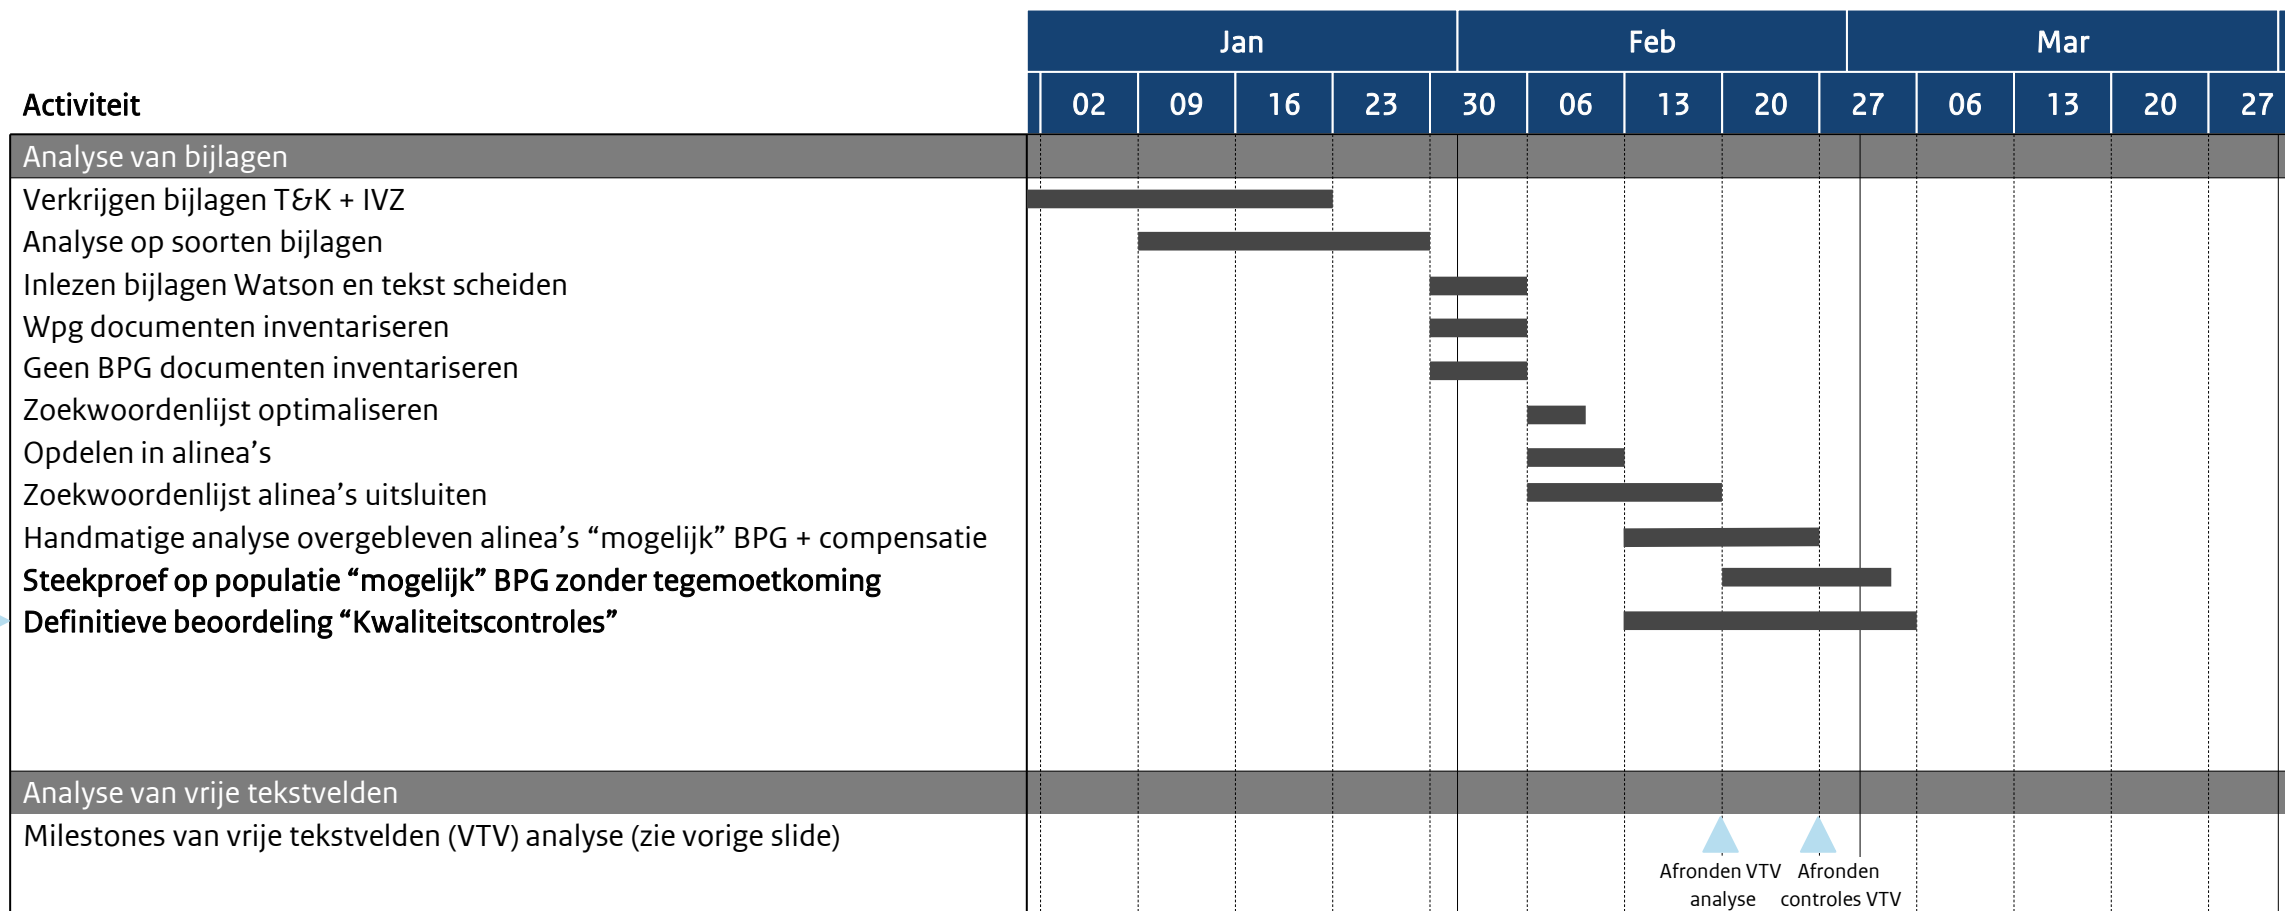 Jan Feb Mar
Activiteit 02 09 16 23 30 06 13 20 27 06 13 20 27
Analyse van bijlagen
Verkrijgen bijlagen T&K + IVZ
Analyse op soorten bijlagen
Inlezen bijlagen Watson en tekst scheiden
Wpg documenten inventariseren
Geen BPG documenten inventariseren
Zoekwoordenlijst optimaliseren
Opdelen in alinea’s
Zoekwoordenlijst alinea’s uitsluiten
Handmatige analyse overgebleven alinea’s “mogelijk” BPG + compensatie
Steekproef op populatie “mogelijk” BPG zonder tegemoetkoming
Definitieve beoordeling “Kwaliteitscontroles”
Analyse van vrije tekstvelden
Milestones van vrije tekstvelden (VTV) analyse (zie vorige slide)
Afronden VTV
analyse
Afronden
controles VTV